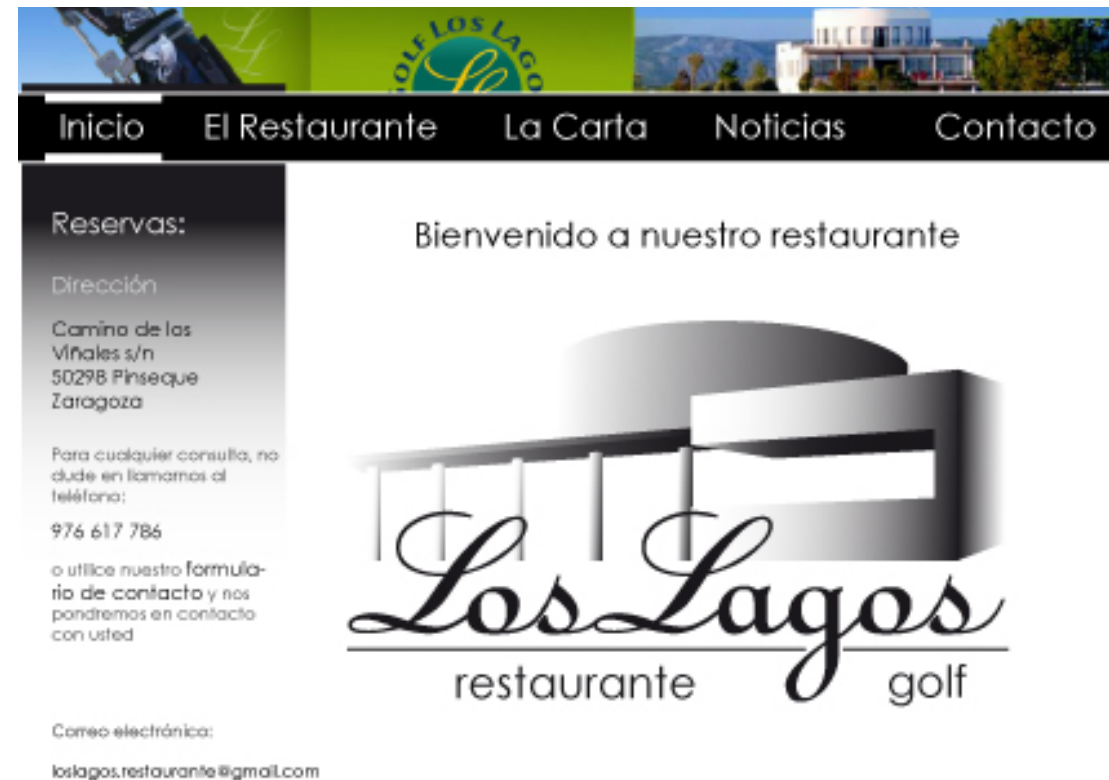 GOLF LOS LAGO
Inicio El Restaurante La Carta Noticias Contacto
Reservas:
Dirección
Camino de los
Viñales s/n
50298 Pinseque
Zaragoza
Para cualquier consulta, no
dude en llamarnos al
teléfono:
976 617 786
o utilice nuestro formula-
rio de contacto y nos
pondremos en contacto
con usted
Correo electrónico:
loslagos.restaurante@gmail.com
Bienvenido a nuestro restaurante
Los Lagos
restaurante golf